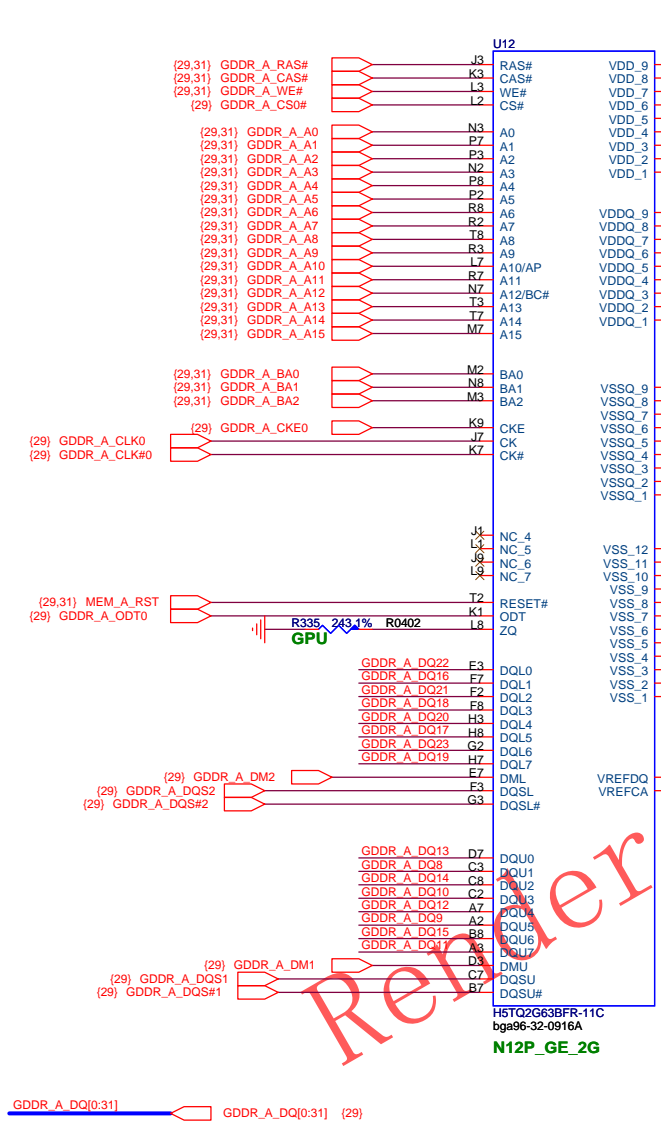 U12
{29,31} GDDR_A_RAS# J3 RAS# VDD_9
{29,31} GDDR_A_CAS# K3 CAS# VDD_8
{29,31} GDDR_A_WE# L3 WE# VDD_7
{29} GDDR_A_CS0# L2 CS# VDD_6
VDD_5
{29,31} GDDR_A_A0 N3 A0 VDD_4
{29,31} GDDR_A_A1 P7 A1 VDD_3
{29,31} GDDR_A_A2 P3 A2 VDD_2
{29,31} GDDR_A_A3 N2 A3 VDD_1
{29,31} GDDR_A_A4 P8 A4
{29,31} GDDR_A_A5 P2 A5
{29,31} GDDR_A_A6 R8 A6 VDDQ_9
{29,31} GDDR_A_A7 R2 A7 VDDQ_8
{29,31} GDDR_A_A8 T8 A8 VDDQ_7
{29,31} GDDR_A_A9 R3 A9 VDDQ_6
{29,31} GDDR_A_A10 L7 A10/AP VDDQ_5
{29,31} GDDR_A_A11 R7 A11 VDDQ_4
{29,31} GDDR_A_A12 N7 A12/BC# VDDQ_3
{29,31} GDDR_A_A13 T3 A13 VDDQ_2
{29,31} GDDR_A_A14 T7 A14 VDDQ_1
{29,31} GDDR_A_A15 M7 A15
{29,31} GDDR_A_BA0 M2 BA0
{29,31} GDDR_A_BA1 N8 BA1 VSSQ_9
{29,31} GDDR_A_BA2 M3 BA2 VSSQ_8
VSSQ_7
{29} GDDR_A_CKE0 K9 CKE VSSQ_6
{29} GDDR_A_CLK0 J7 CK VSSQ_5
{29} GDDR_A_CLK#0 K7 CK# VSSQ_4
VSSQ_3
VSSQ_2
VSSQ_1
J1 NC_4
L1 NC_5 VSS_12
J9 NC_6 VSS_11
L9 NC_7 VSS_10
VSS_9
{29,31} MEM_A_RST T2 RESET# VSS_8
{29} GDDR_A_ODT0 K1 ODT VSS_7
R335 243,1% R0402 L8 ZQ VSS_6
GPU VSS_5
VSS_4
GDDR_A_DQ22 E3 DQL0 VSS_3
GDDR_A_DQ16 F7 DQL1 VSS_2
GDDR_A_DQ21 F2 DQL2 VSS_1
GDDR_A_DQ18 F8 DQL3
GDDR_A_DQ20 H3 DQL4
GDDR_A_DQ17 H8 DQL5
GDDR_A_DQ23 G2 DQL6
GDDR_A_DQ19 H7 DQL7
{29} GDDR_A_DM2 E7 DML VREFDQ
{29} GDDR_A_DQS2 F3 DQSL VREFCA
{29} GDDR_A_DQS#2 G3 DQSL#
GDDR_A_DQ13 D7 DQU0
GDDR_A_DQ8 C3 DQU1
GDDR_A_DQ14 C8 DQU2
GDDR_A_DQ10 C2 DQU3
GDDR_A_DQ12 A7 DQU4
GDDR_A_DQ9 A2 DQU5
GDDR_A_DQ15 B8 DQU6
GDDR_A_DQ11 A3 DQU7
{29} GDDR_A_DM1 D3 DMU
{29} GDDR_A_DQS1 C7 DQSU
{29} GDDR_A_DQS#1 B7 DQSU#
Render
H5TQ2G63BFR-11C
bga96-32-0916A
N12P_GE_2G
GDDR_A_DQ[0:31] GDDR_A_DQ[0:31] {29}